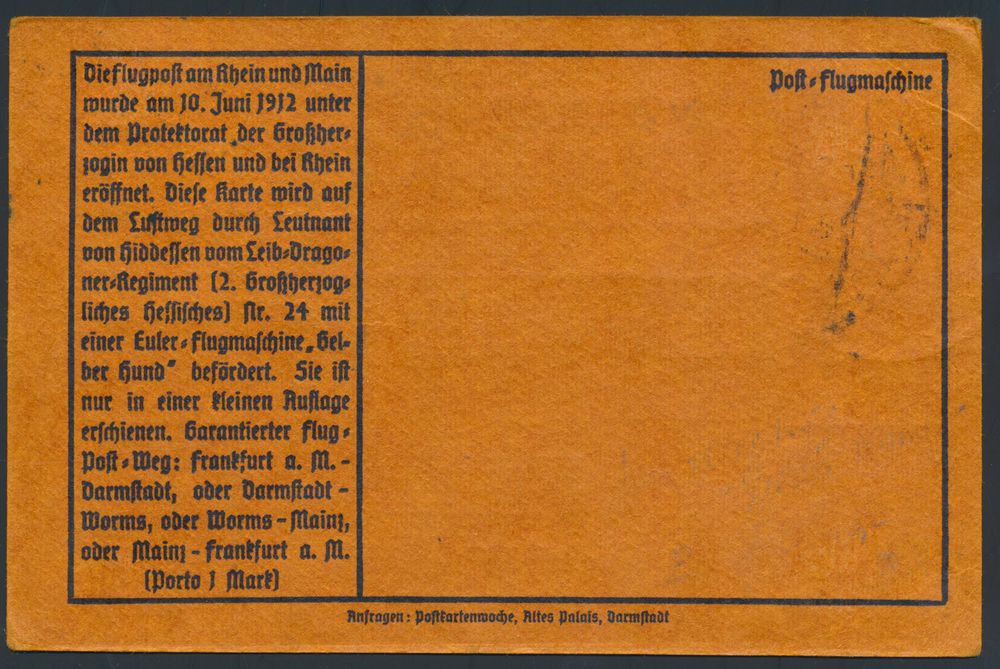 Die Flugpost am Rhein und Main
wurde am 10. Juni 1912 unter
dem Protektorat der Großher⸗
zogin von Hessen und bei Rhein
eröffnet. Diese Karte wird auf
dem Luftweg durch Leutnant
von Hiddessen vom Leib⸗Drago⸗
ner⸗Regiment (2. Großherzog⸗
liches Hessisches) Nr. 24 mit
einer Euler⸗Flugmaschine „Gel-
ber Hund“ befördert. Sie ist
nur in einer kleinen Auflage
erschienen. Garantierter Flug⸗
Post⸗Weg: Frankfurt a. M. -
Darmstadt, oder Darmstadt -
Worms, oder Worms - Mainz,
oder Mainz - Frankfurt a. M.
(Porto 1 Mark)
Post⸗Flugmaschine
Anfragen: Postkartenwoche, Altes Palais, Darmstadt